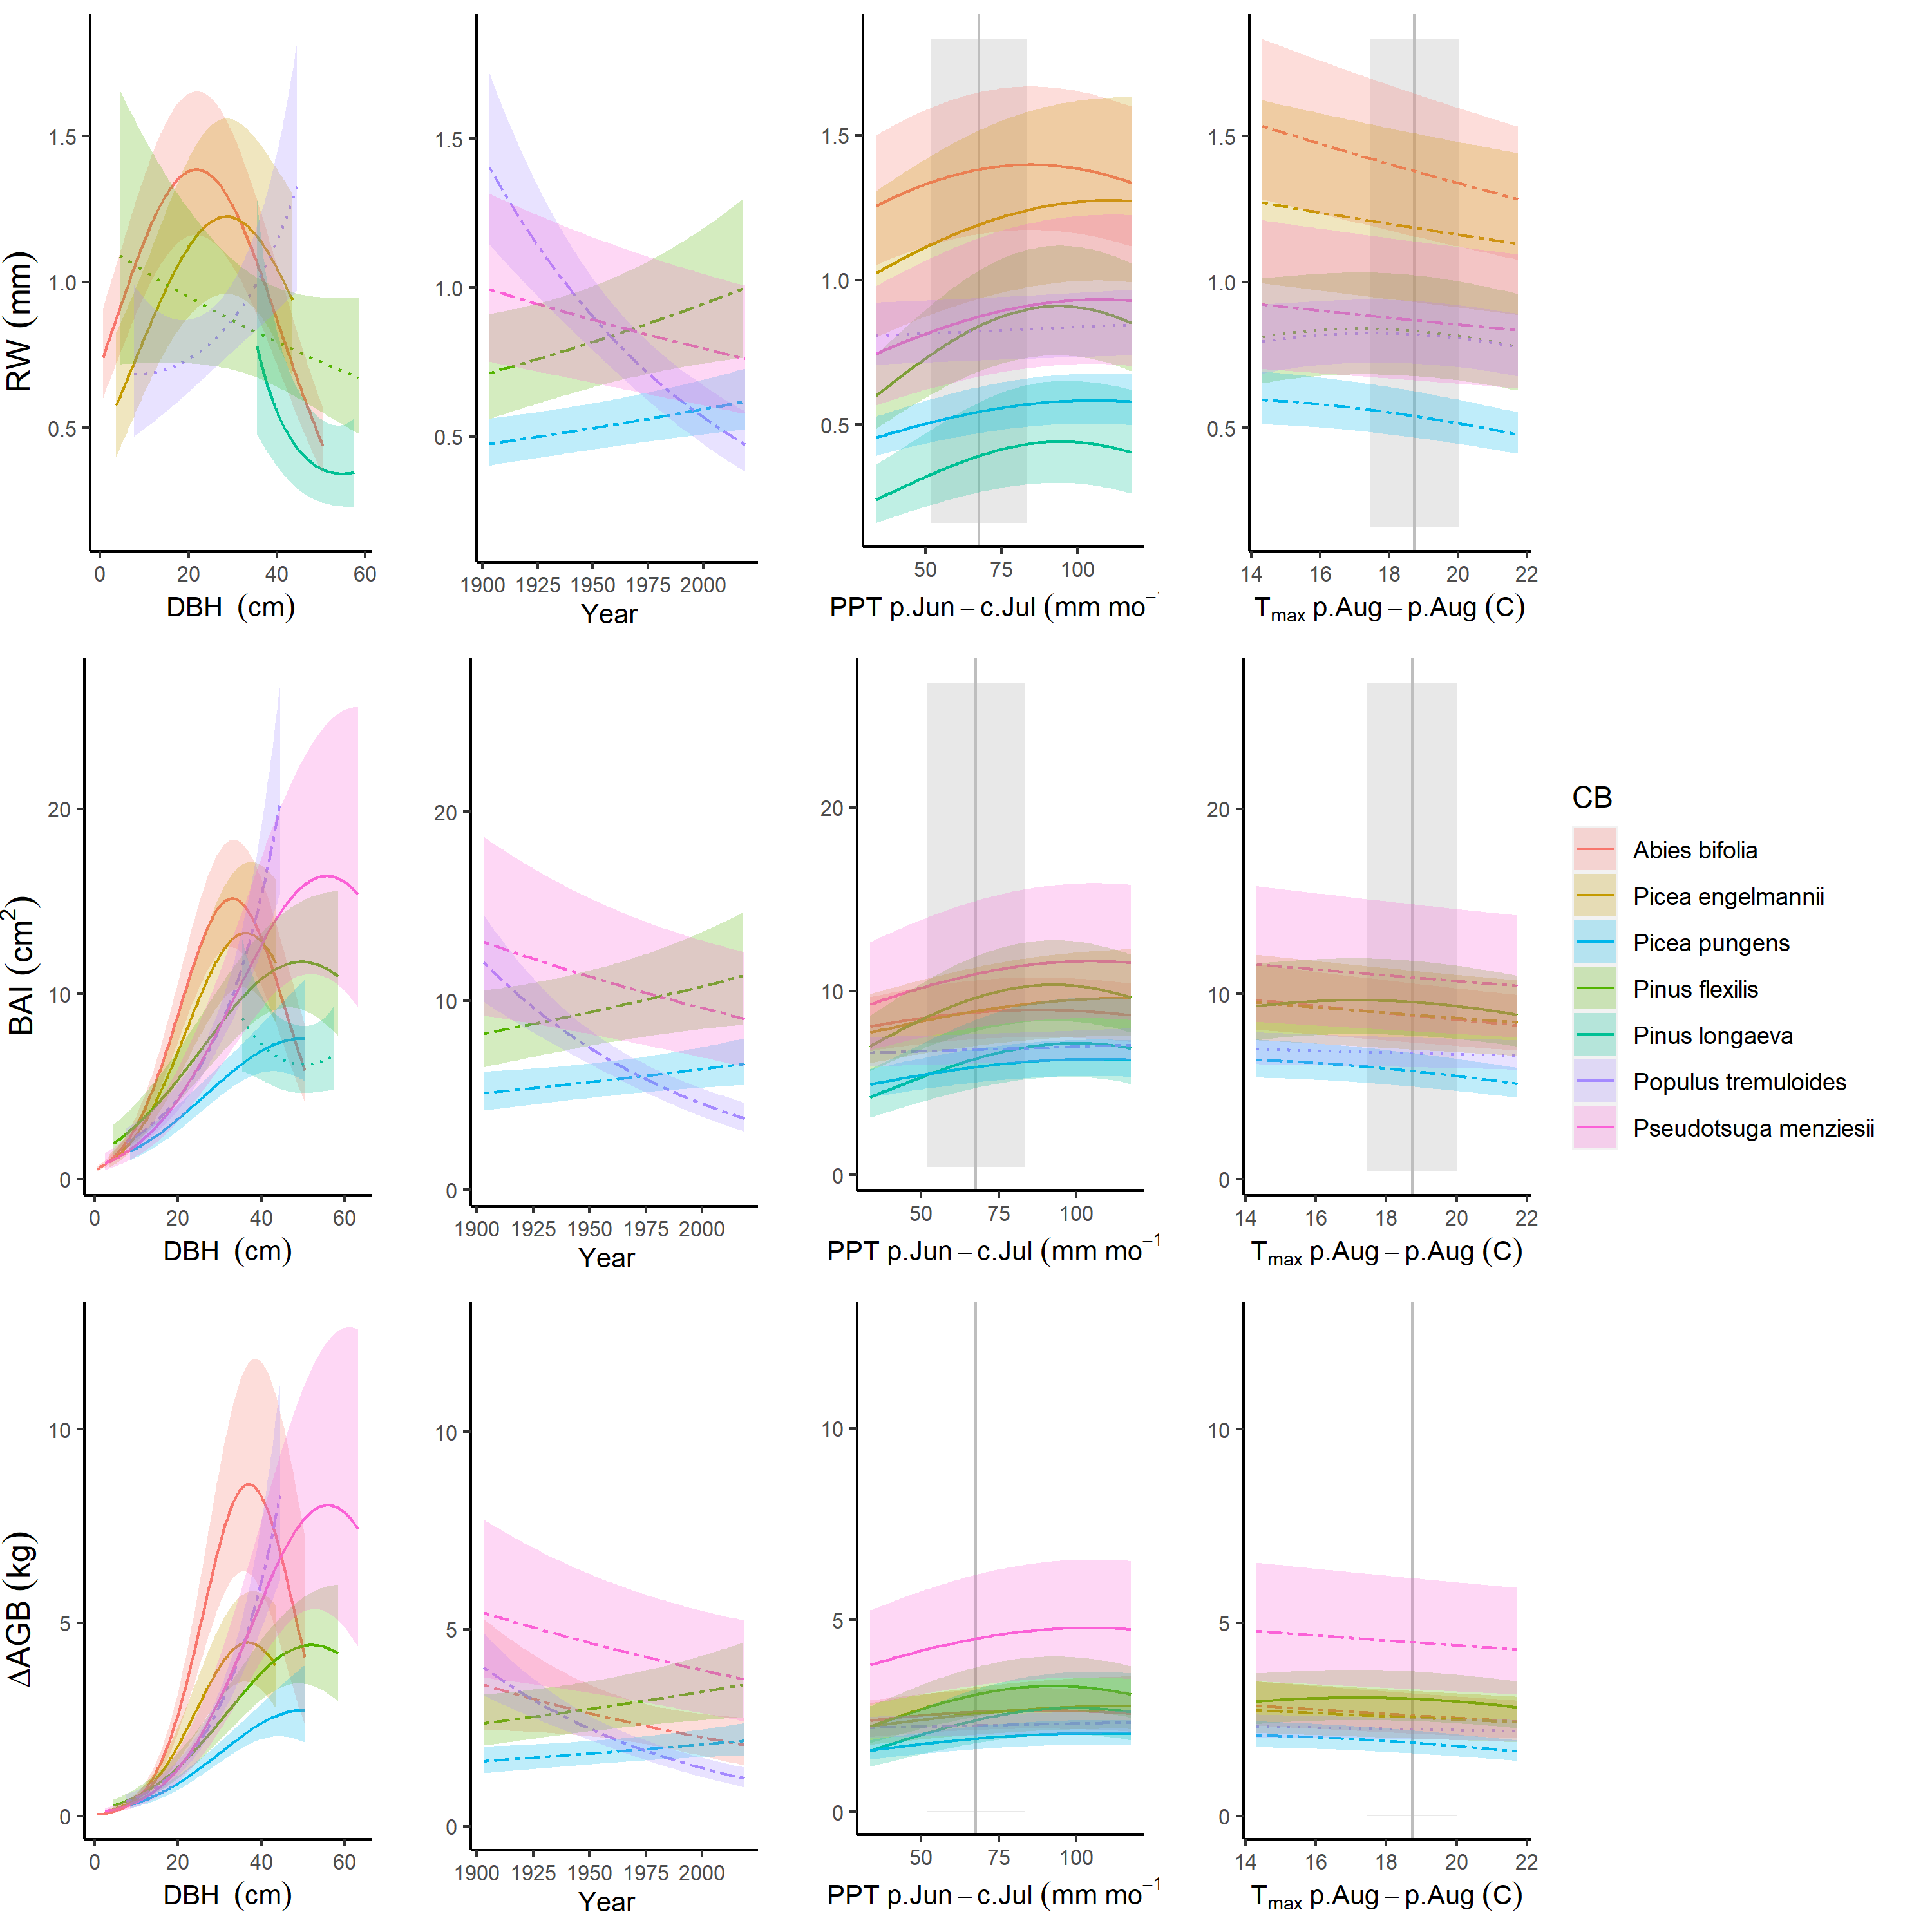 RW (mm)
1.5
1.0
0.5
0 20 40 60
DBH (cm)
1.5
1.0
0.5
1900 1925 1950 1975 2000
Year
1.5
1.0
0.5
50 75 100
PPT p.Jun – c.Jul (mm mo⁻
1.5
1.0
0.5
14 16 18 20 22
Tmax p.Aug – p.Aug (C)
BAI (cm²)
20
10
0
0 20 40 60
DBH (cm)
20
10
0
1900 1925 1950 1975 2000
Year
20
10
0
50 75 100
PPT p.Jun – c.Jul (mm mo⁻¹
20
10
0
14 16 18 20 22
Tmax p.Aug – p.Aug (C)
CB
Abies bifolia
Picea engelmannii
Picea pungens
Pinus flexilis
Pinus longaeva
Populus tremuloides
Pseudotsuga menziesii
ΔAGB (kg)
10
5
0
0 20 40 60
DBH (cm)
10
5
0
1900 1925 1950 1975 2000
Year
10
5
0
50 75 100
PPT p.Jun – c.Jul (mm mo⁻¹
10
5
0
14 16 18 20 22
Tmax p.Aug – p.Aug (C)